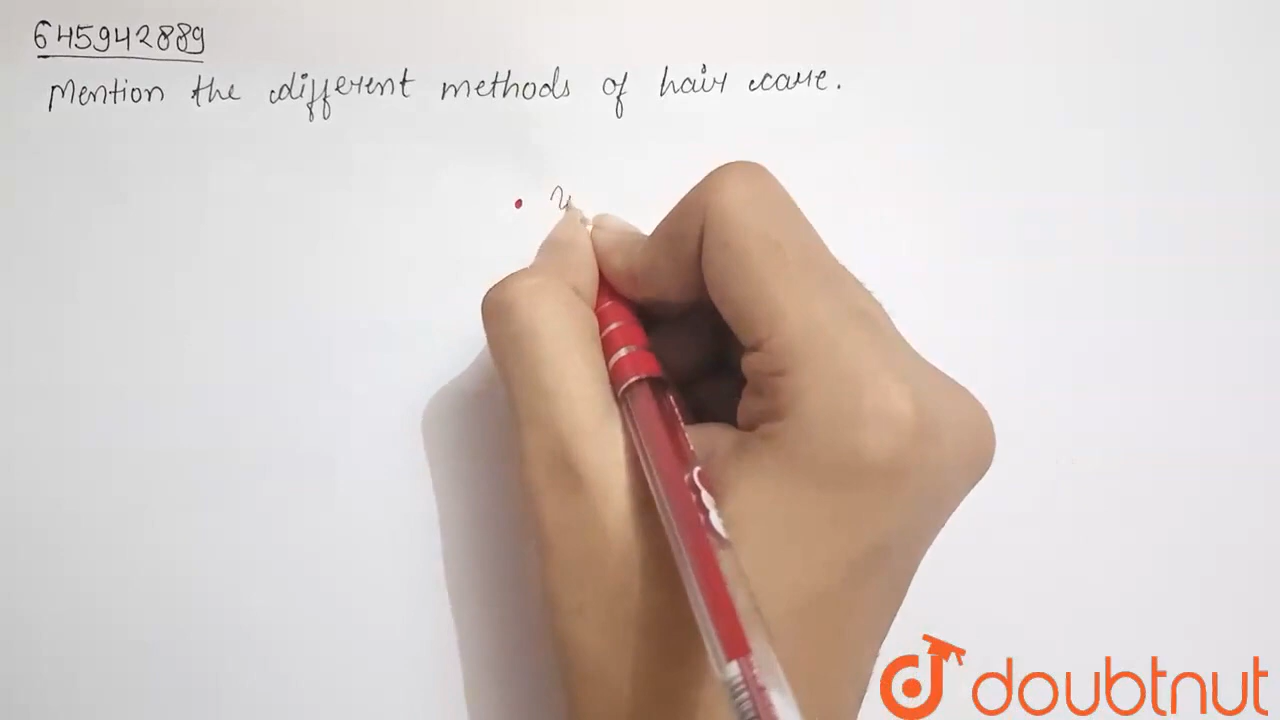 645942889
Mention the different methods of hair care.
doubtnut